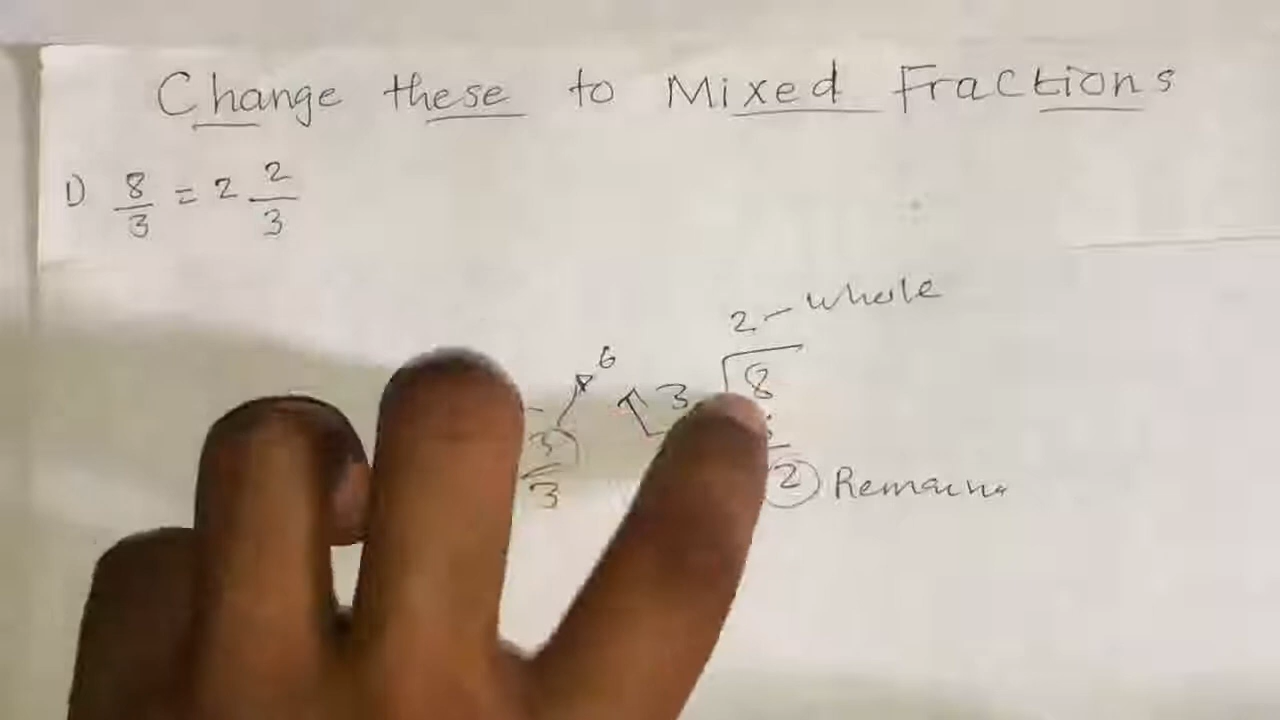 Change these to Mixed Fractions
1) 8/3 = 2 2/3
2 - whole
6
3 8
3
3
2 Remain